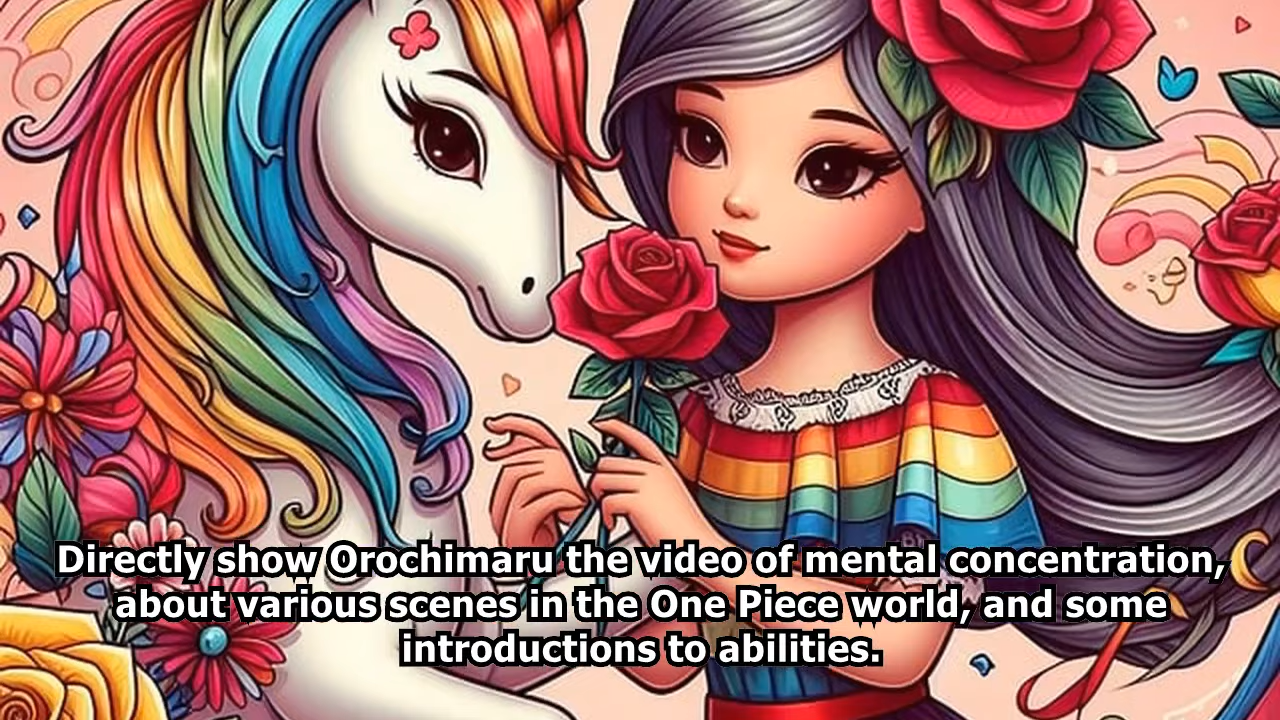 Directly show Orochimaru the video of mental concentration,
about various scenes in the One Piece world, and some
introductions to abilities.